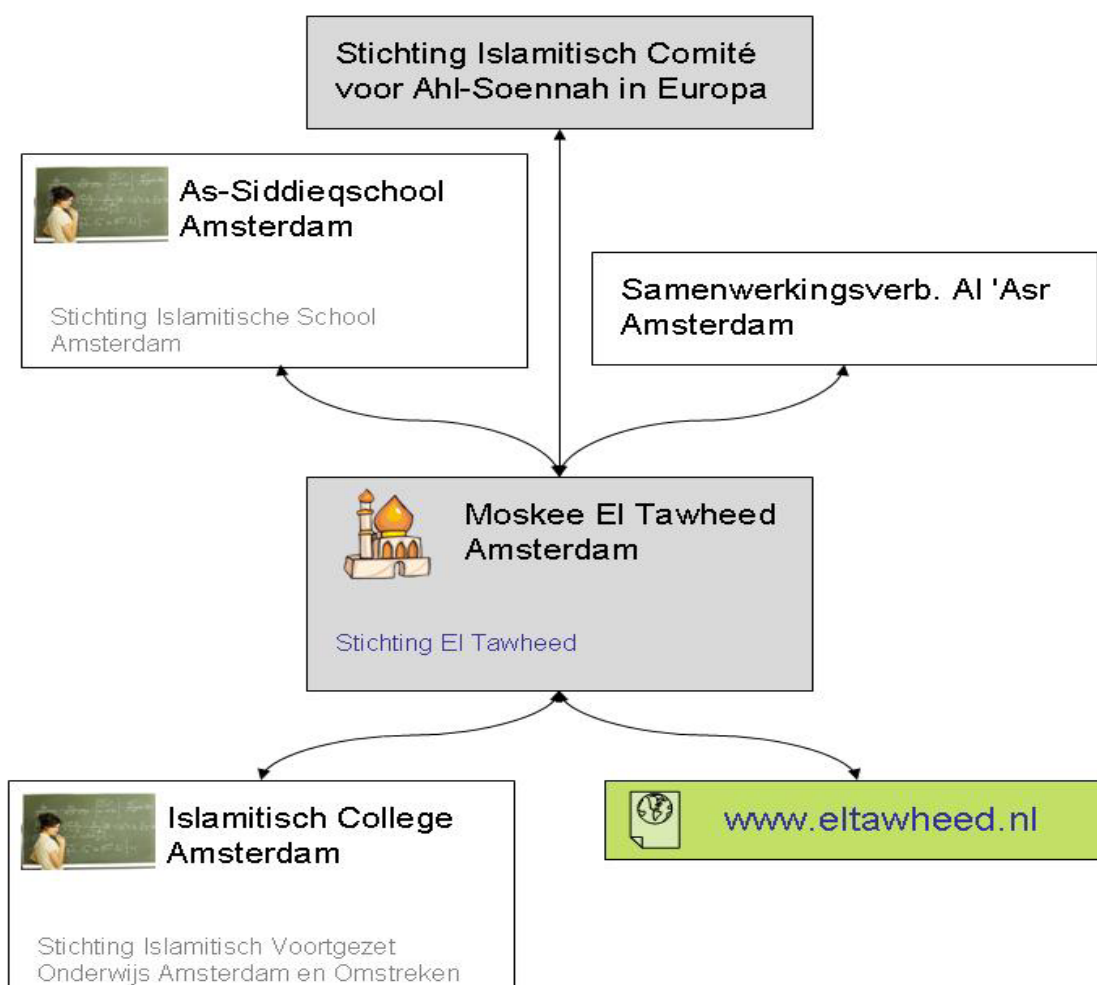 Stichting Islamitisch Comité
voor Ahl-Soennah in Europa
As-Siddieqschool
Amsterdam
Stichting Islamitische School
Amsterdam
Samenwerkingsverb. Al 'Asr
Amsterdam
Moskee El Tawheed
Amsterdam
Stichting El Tawheed
Islamitisch College
Amsterdam
Stichting Islamitisch Voortgezet
Onderwijs Amsterdam en Omstreken
www.eltawheed.nl